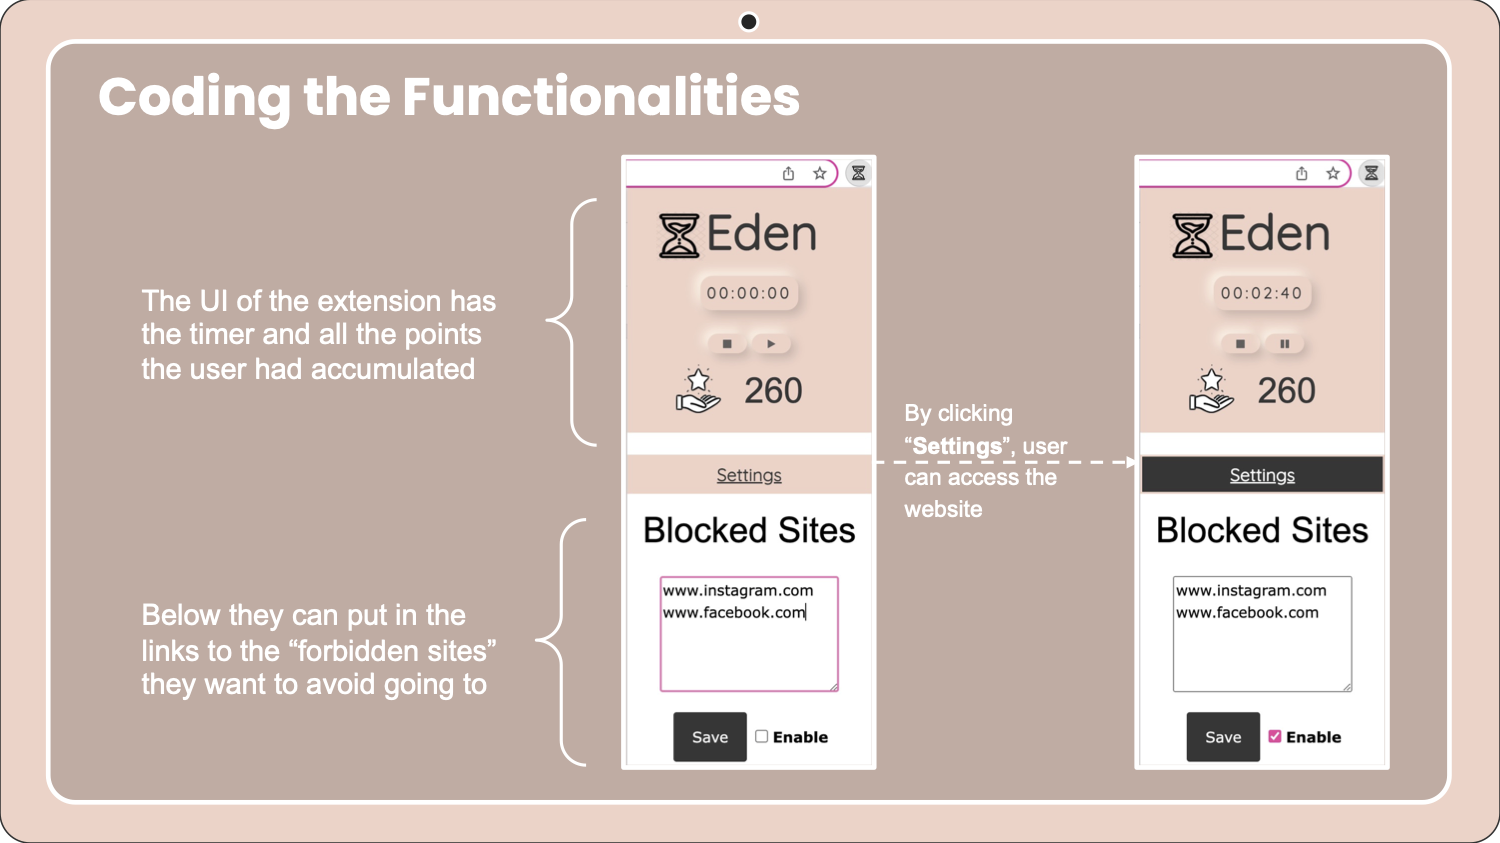 Coding the Functionalities
The UI of the extension has
the timer and all the points
the user had accumulated
Below they can put in the
links to the “forbidden sites”
they want to avoid going to
Eden
00:00:00
260
Settings
Blocked Sites
www.instagram.com
www.facebook.com
Save
Enable
By clicking
“Settings”, user
can access the
website
Eden
00:02:40
260
Settings
Blocked Sites
www.instagram.com
www.facebook.com
Save
Enable